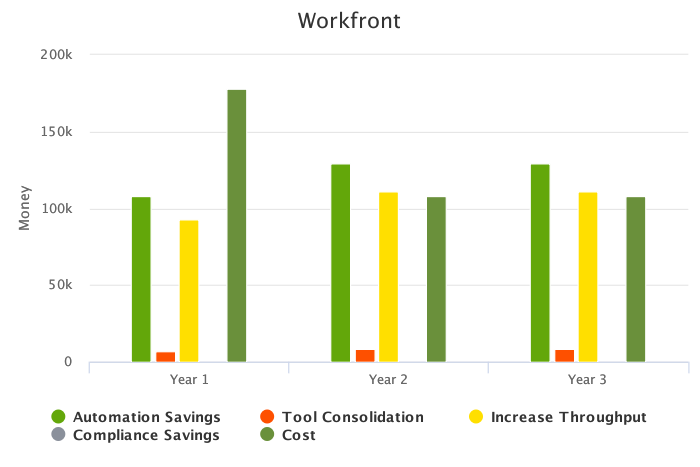 Workfront
200k
150k
100k
50k
0
Money
Year 1 Year 2 Year 3
Automation Savings Tool Consolidation Increase Throughput
Compliance Savings Cost